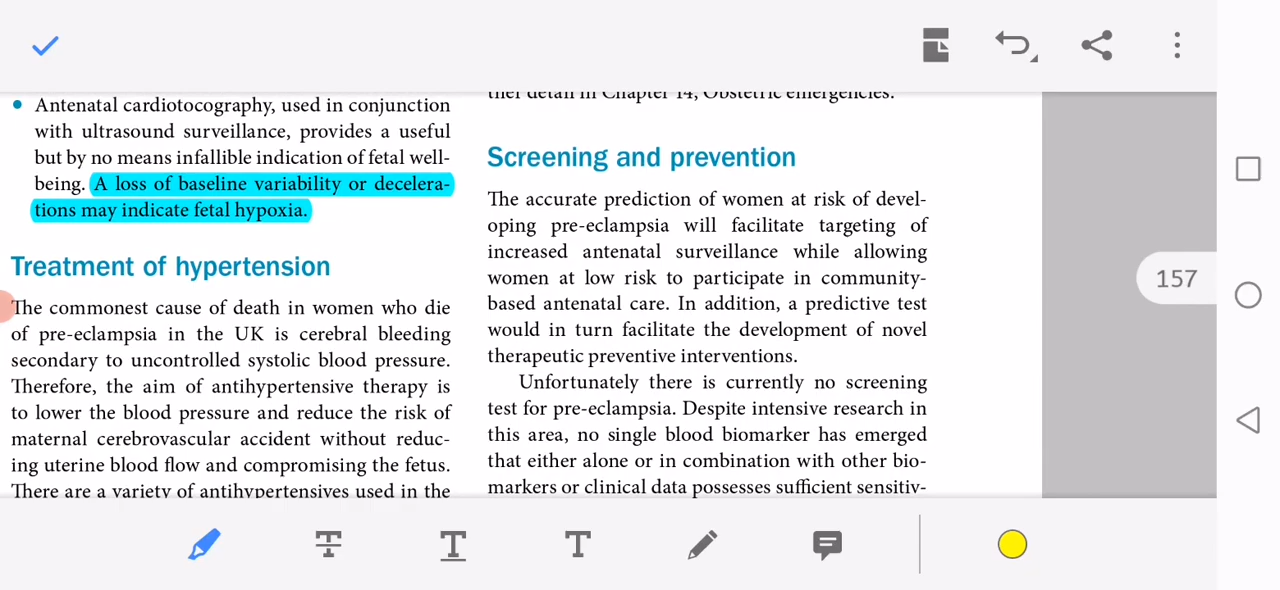 Antenatal cardiotocography, used in conjunction
with ultrasound surveillance, provides a useful
but by no means infallible indication of fetal well-
being. A loss of baseline variability or decelera-
tions may indicate fetal hypoxia.
Treatment of hypertension
The commonest cause of death in women who die
of pre-eclampsia in the UK is cerebral bleeding
secondary to uncontrolled systolic blood pressure.
Therefore, the aim of antihypertensive therapy is
to lower the blood pressure and reduce the risk of
maternal cerebrovascular accident without reduc-
ing uterine blood flow and compromising the fetus.
There are a variety of antihypertensives used in the
ther detail in Chapter 14, Obstetric emergencies.
Screening and prevention
The accurate prediction of women at risk of devel-
oping pre-eclampsia will facilitate targeting of
increased antenatal surveillance while allowing
women at low risk to participate in community-
based antenatal care. In addition, a predictive test
would in turn facilitate the development of novel
therapeutic preventive interventions.
Unfortunately there is currently no screening
test for pre-eclampsia. Despite intensive research in
this area, no single blood biomarker has emerged
that either alone or in combination with other bio-
markers or clinical data possesses sufficient sensitiv-
157